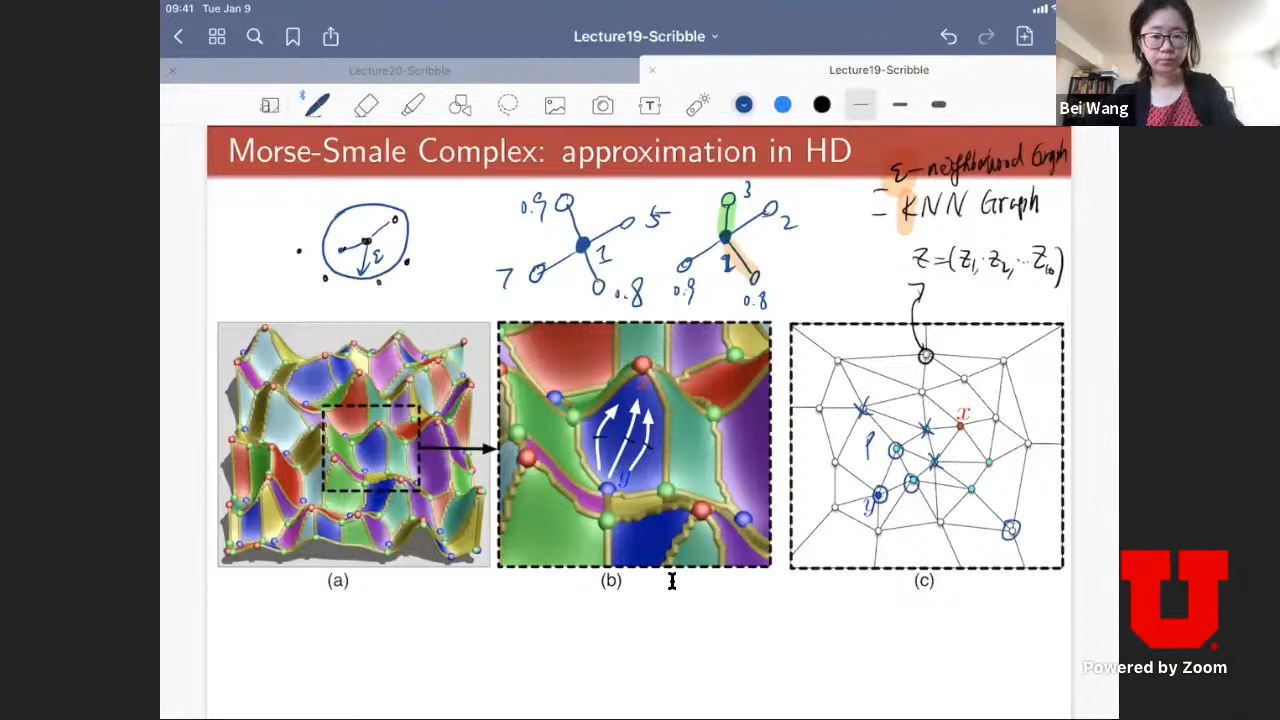 09:41 Tue Jan 9
Lecture19-Scribble
Lecture20-Scribble
Lecture19-Scribble
Bei Wang
Morse-Smale Complex: approximation in HD
ε-neighborhood Graph
KNN Graph
Z=(Z1, Z2, ... Z10)
ε
0.9
5
1
7
0.8
3
2
1
0.9
0.8
x
y
x
p
y
(a)
(b)
(c)
U
Powered by Zoom